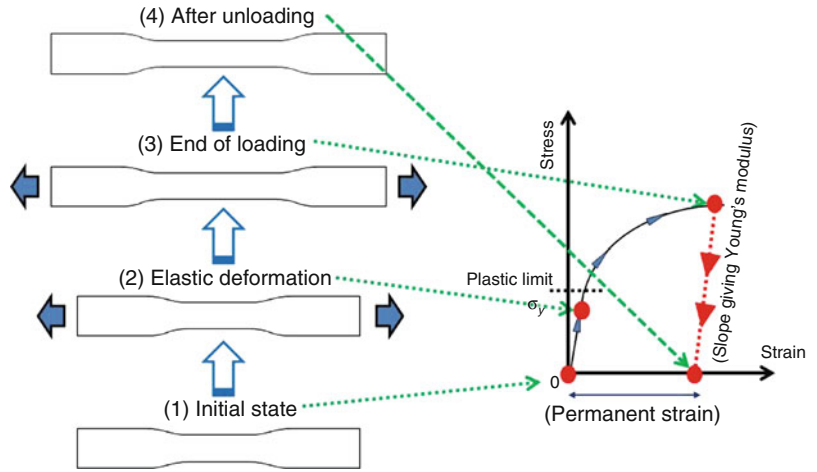 (4) After unloading
(3) End of loading
(2) Elastic deformation
(1) Initial state
Stress
Plastic limit
σy
0
Strain
(Slope giving Young's modulus)
(Permanent strain)